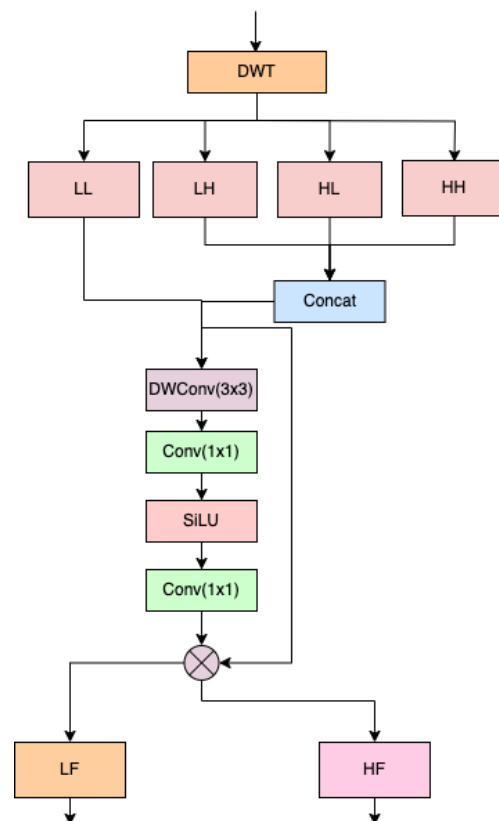 DWT
LL
LH
HL
HH
Concat
DWConv(3x3)
Conv(1x1)
SiLU
Conv(1x1)
LF
HF